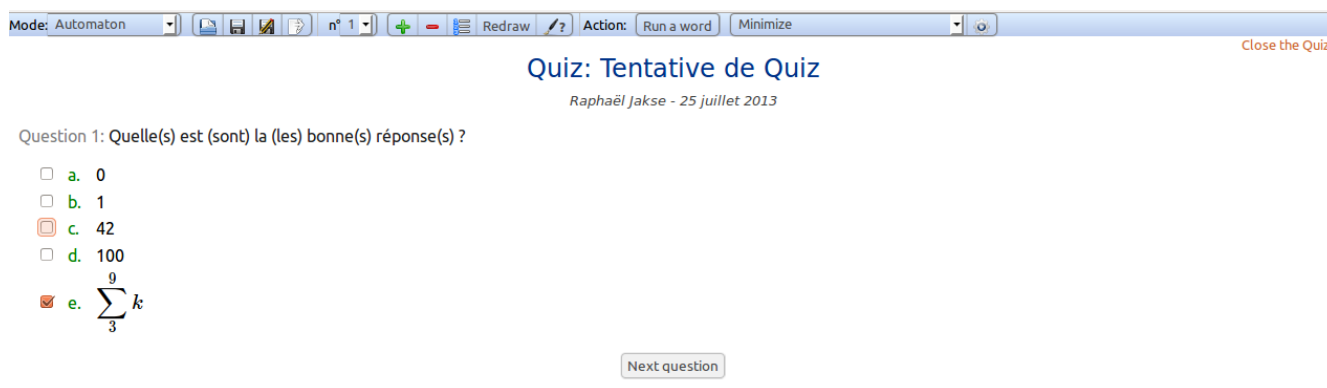 Mode: Automaton n° 1 Redraw Action: Run a word Minimize
Close the Quiz
Quiz: Tentative de Quiz
Raphaël Jakse - 25 juillet 2013
Question 1: Quelle(s) est (sont) la (les) bonne(s) réponse(s) ?
a. 0
b. 1
c. 42
d. 100
9
e. ∑ k
3
Next question